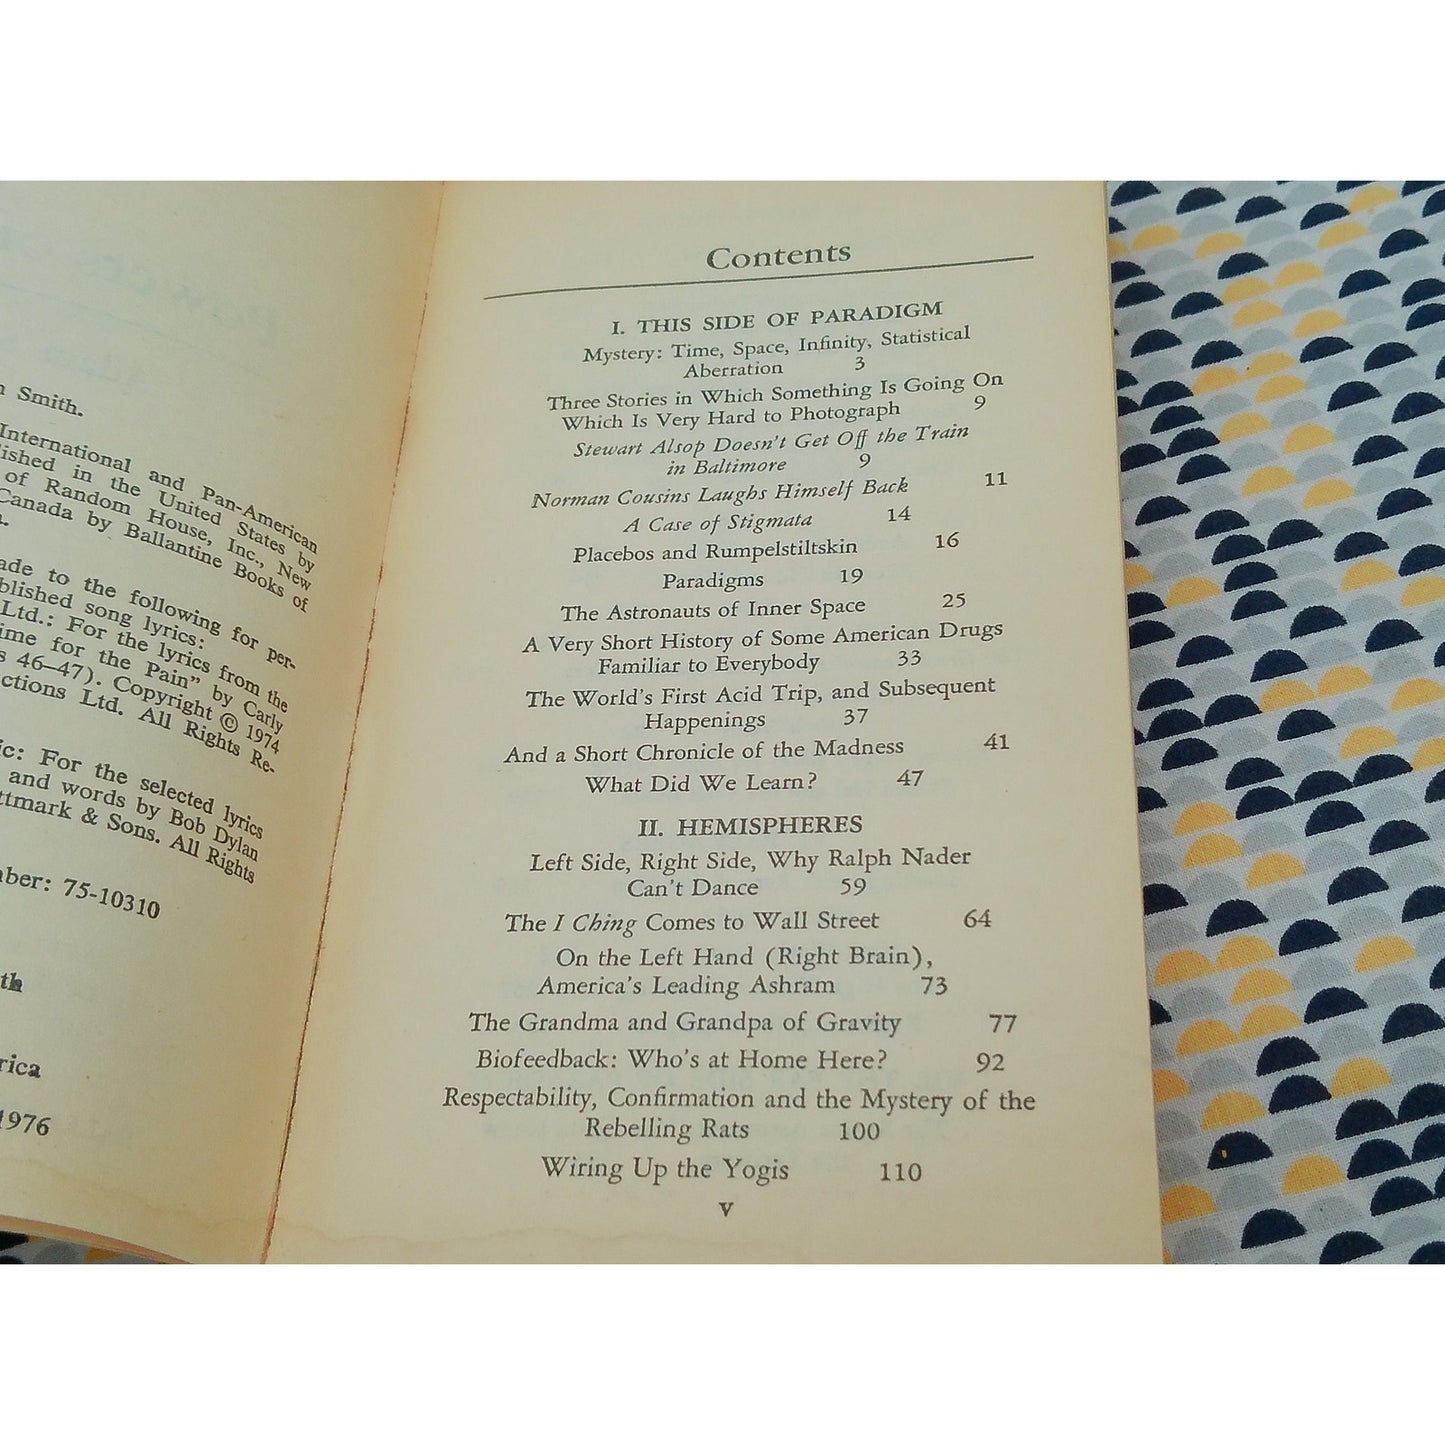 n Smith.
International and Pan-American
lished in the United States by
of Random House, Inc., New
Canada by Ballantine Books of
ade to the following for per-
blished song lyrics:
Ltd.: For the lyrics from the
ime for the Pain" by Carly
s 46–47). Copyright © 1974
ctions Ltd. All Rights Re-
ic: For the selected lyrics
and words by Bob Dylan
ttmark & Sons. All Rights
ber: 75-10310
th
rica
1976
Contents
I. THIS SIDE OF PARADIGM
Mystery: Time, Space, Infinity, Statistical
Aberration 3
Three Stories in Which Something Is Going On
Which Is Very Hard to Photograph 9
Stewart Alsop Doesn't Get Off the Train
in Baltimore 9
Norman Cousins Laughs Himself Back 11
A Case of Stigmata 14
Placebos and Rumpelstiltskin 16
Paradigms 19
The Astronauts of Inner Space 25
A Very Short History of Some American Drugs
Familiar to Everybody 33
The World's First Acid Trip, and Subsequent
Happenings 37
And a Short Chronicle of the Madness 41
What Did We Learn? 47
II. HEMISPHERES
Left Side, Right Side, Why Ralph Nader
Can't Dance 59
The I Ching Comes to Wall Street 64
On the Left Hand (Right Brain),
America's Leading Ashram 73
The Grandma and Grandpa of Gravity 77
Biofeedback: Who's at Home Here? 92
Respectability, Confirmation and the Mystery of the
Rebelling Rats 100
Wiring Up the Yogis 110
v